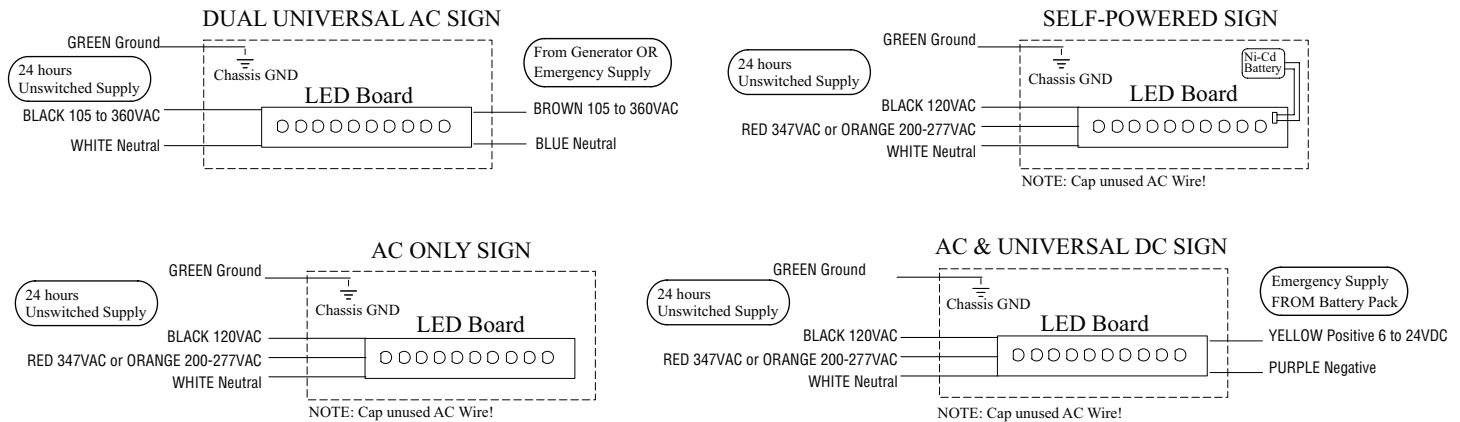 DUAL UNIVERSAL AC SIGN
GREEN Ground
24 hours
Unswitched Supply
Chassis GND
From Generator OR
Emergency Supply
LED Board
BLACK 105 to 360VAC
BROWN 105 to 360VAC
WHITE Neutral
BLUE Neutral
SELF-POWERED SIGN
GREEN Ground
24 hours
Unswitched Supply
Chassis GND
Ni-Cd
Battery
LED Board
BLACK 120VAC
RED 347VAC or ORANGE 200-277VAC
WHITE Neutral
NOTE: Cap unused AC Wire!
AC ONLY SIGN
GREEN Ground
24 hours
Unswitched Supply
Chassis GND
LED Board
BLACK 120VAC
RED 347VAC or ORANGE 200-277VAC
WHITE Neutral
NOTE: Cap unused AC Wire!
AC & UNIVERSAL DC SIGN
GREEN Ground
24 hours
Unswitched Supply
Chassis GND
Emergency Supply
FROM Battery Pack
LED Board
BLACK 120VAC
YELLOW Positive 6 to 24VDC
RED 347VAC or ORANGE 200-277VAC
PURPLE Negative
WHITE Neutral
NOTE: Cap unused AC Wire!